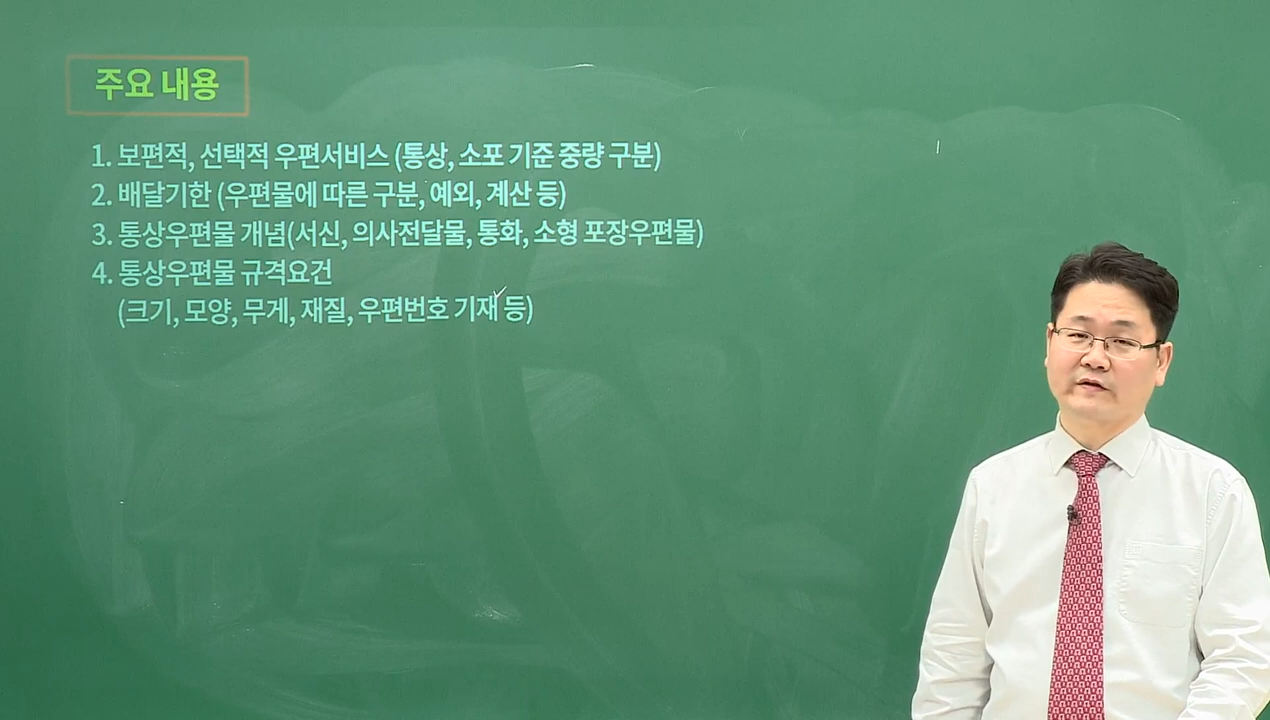 주요 내용
1. 보편적, 선택적 우편서비스 (통상, 소포 기준 중량 구분)
2. 배달기한 (우편물에 따른 구분, 예외, 계산 등)
3. 통상우편물 개념(서신, 의사전달물, 통화, 소형 포장우편물)
4. 통상우편물 규격요건
(크기, 모양, 무게, 재질, 우편번호 기재 등)